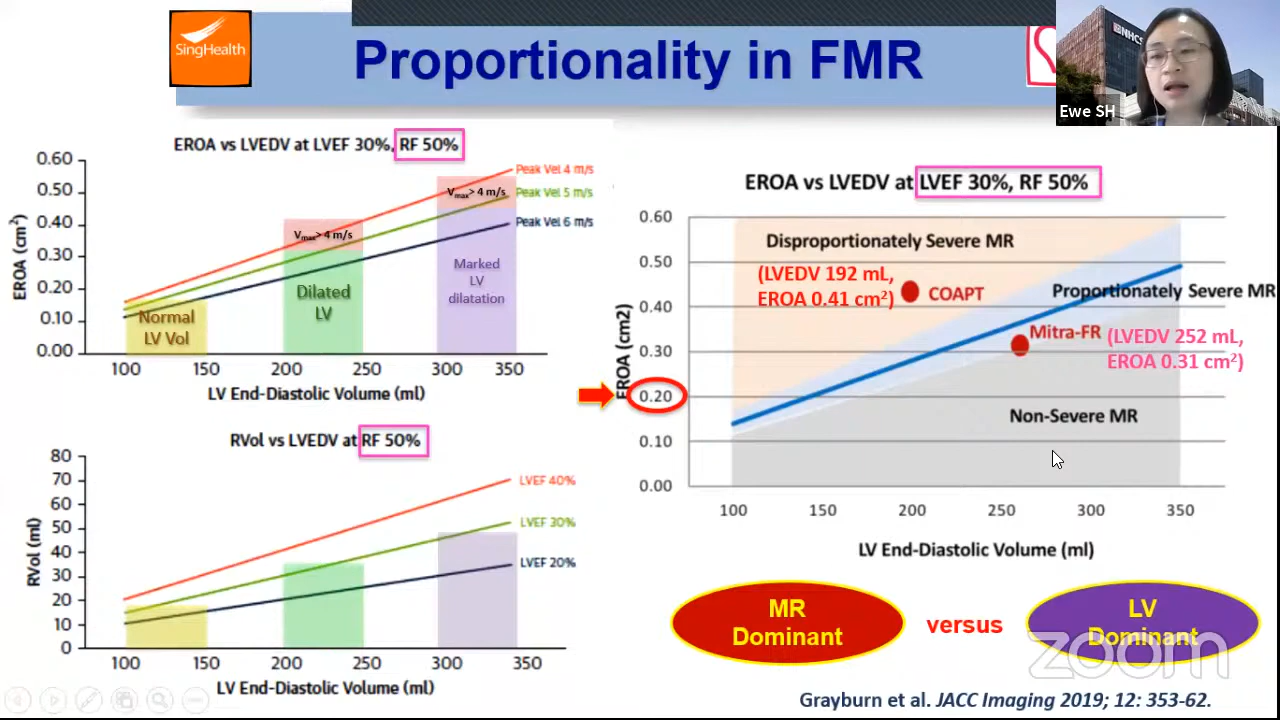 SingHealth
Proportionality in FMR
NHCS
Ewe SH
EROA vs LVEDV at LVEF 30%, RF 50%
0.60
0.50
0.40
0.30
0.20
0.10
0.00
EROA (cm²)
Peak Vel 4 m/s
Peak Vel 5 m/s
Peak Vel 6 m/s
Vmax> 4 m/s
Vmax> 4 m/s
Normal
LV Vol
Dilated
LV
Marked
LV
dilatation
100 150 200 250 300 350
LV End-Diastolic Volume (ml)
RVol vs LVEDV at RF 50%
80
70
60
50
40
30
20
10
0
RVol (ml)
LVEF 40%
LVEF 30%
LVEF 20%
100 150 200 250 300 340
LV End-Diastolic Volume (ml)
EROA vs LVEDV at LVEF 30%, RF 50%
0.60
0.50
0.40
0.30
0.20
0.10
0.00
EROA (cm2)
Disproportionately Severe MR
(LVEDV 192 mL,
EROA 0.41 cm²)
COAPT
Proportionately Severe MR
Mitra-FR
(LVEDV 252 mL,
EROA 0.31 cm²)
Non-Severe MR
100 150 200 250 300 350
LV End-Diastolic Volume (ml)
MR
Dominant
versus
LV
Dominant
zoom
Grayburn et al. JACC Imaging 2019; 12: 353-62.